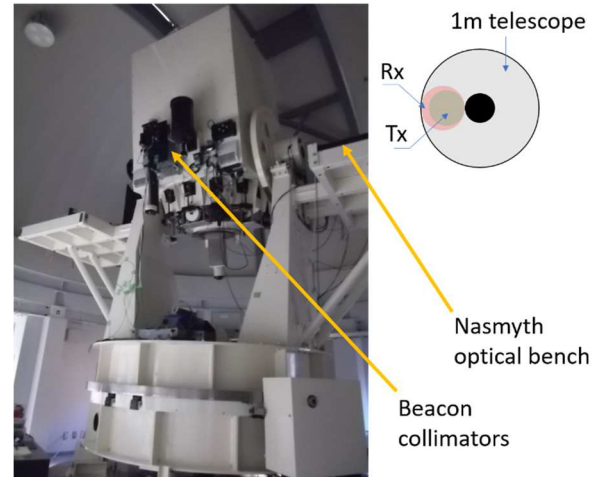 1m telescope
Rx
Tx
Nasmyth
optical bench
Beacon
collimators